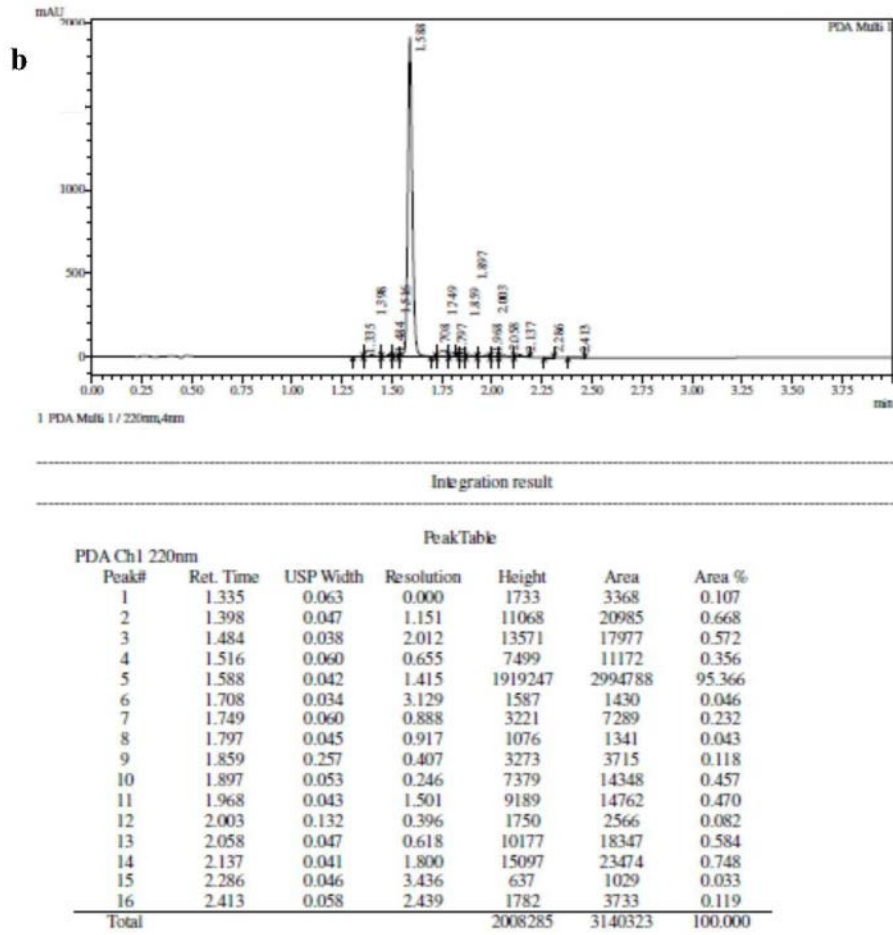 b
mAU
2000
1000
500
0
PDA Multi 1
1.335
1.398
1.484
1.516
1.588
.708
1.749
1.797
1.859
1.897
.968
2.003
2.058
2.137
2.286
2.413
0.00 0.25 0.50 0.75 1.00 1.25 1.50 1.75 2.00 2.25 2.50 2.75 3.00 3.25 3.50 3.75
min
1 PDA Multi 1 / 220nm,4nm
Integration result
PeakTable
PDA Ch1 220nm
Peak# Ret. Time USP Width Resolution Height Area Area %
1 1.335 0.063 0.000 1733 3368 0.107
2 1.398 0.047 1.151 11068 20985 0.668
3 1.484 0.038 2.012 13571 17977 0.572
4 1.516 0.060 0.655 7499 11172 0.356
5 1.588 0.042 1.415 1919247 2994788 95.366
6 1.708 0.034 3.129 1587 1430 0.046
7 1.749 0.060 0.888 3221 7289 0.232
8 1.797 0.045 0.917 1076 1341 0.043
9 1.859 0.257 0.407 3273 3715 0.118
10 1.897 0.053 0.246 7379 14348 0.457
11 1.968 0.043 1.501 9189 14762 0.470
12 2.003 0.132 0.396 1750 2566 0.082
13 2.058 0.047 0.618 10177 18347 0.584
14 2.137 0.041 1.800 15097 23474 0.748
15 2.286 0.046 3.436 637 1029 0.033
16 2.413 0.058 2.439 1782 3733 0.119
Total 2008285 3140323 100.000